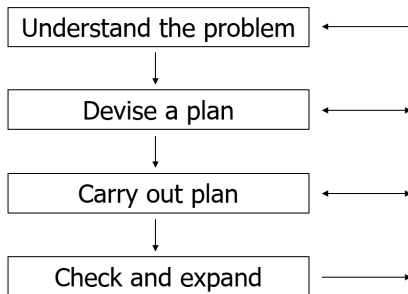 Understand the problem
Devise a plan
Carry out plan
Check and expand